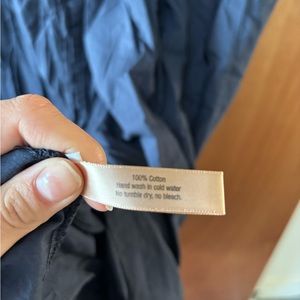 100% Cotton
Hand wash in cold water
No tumble dry, no bleach.